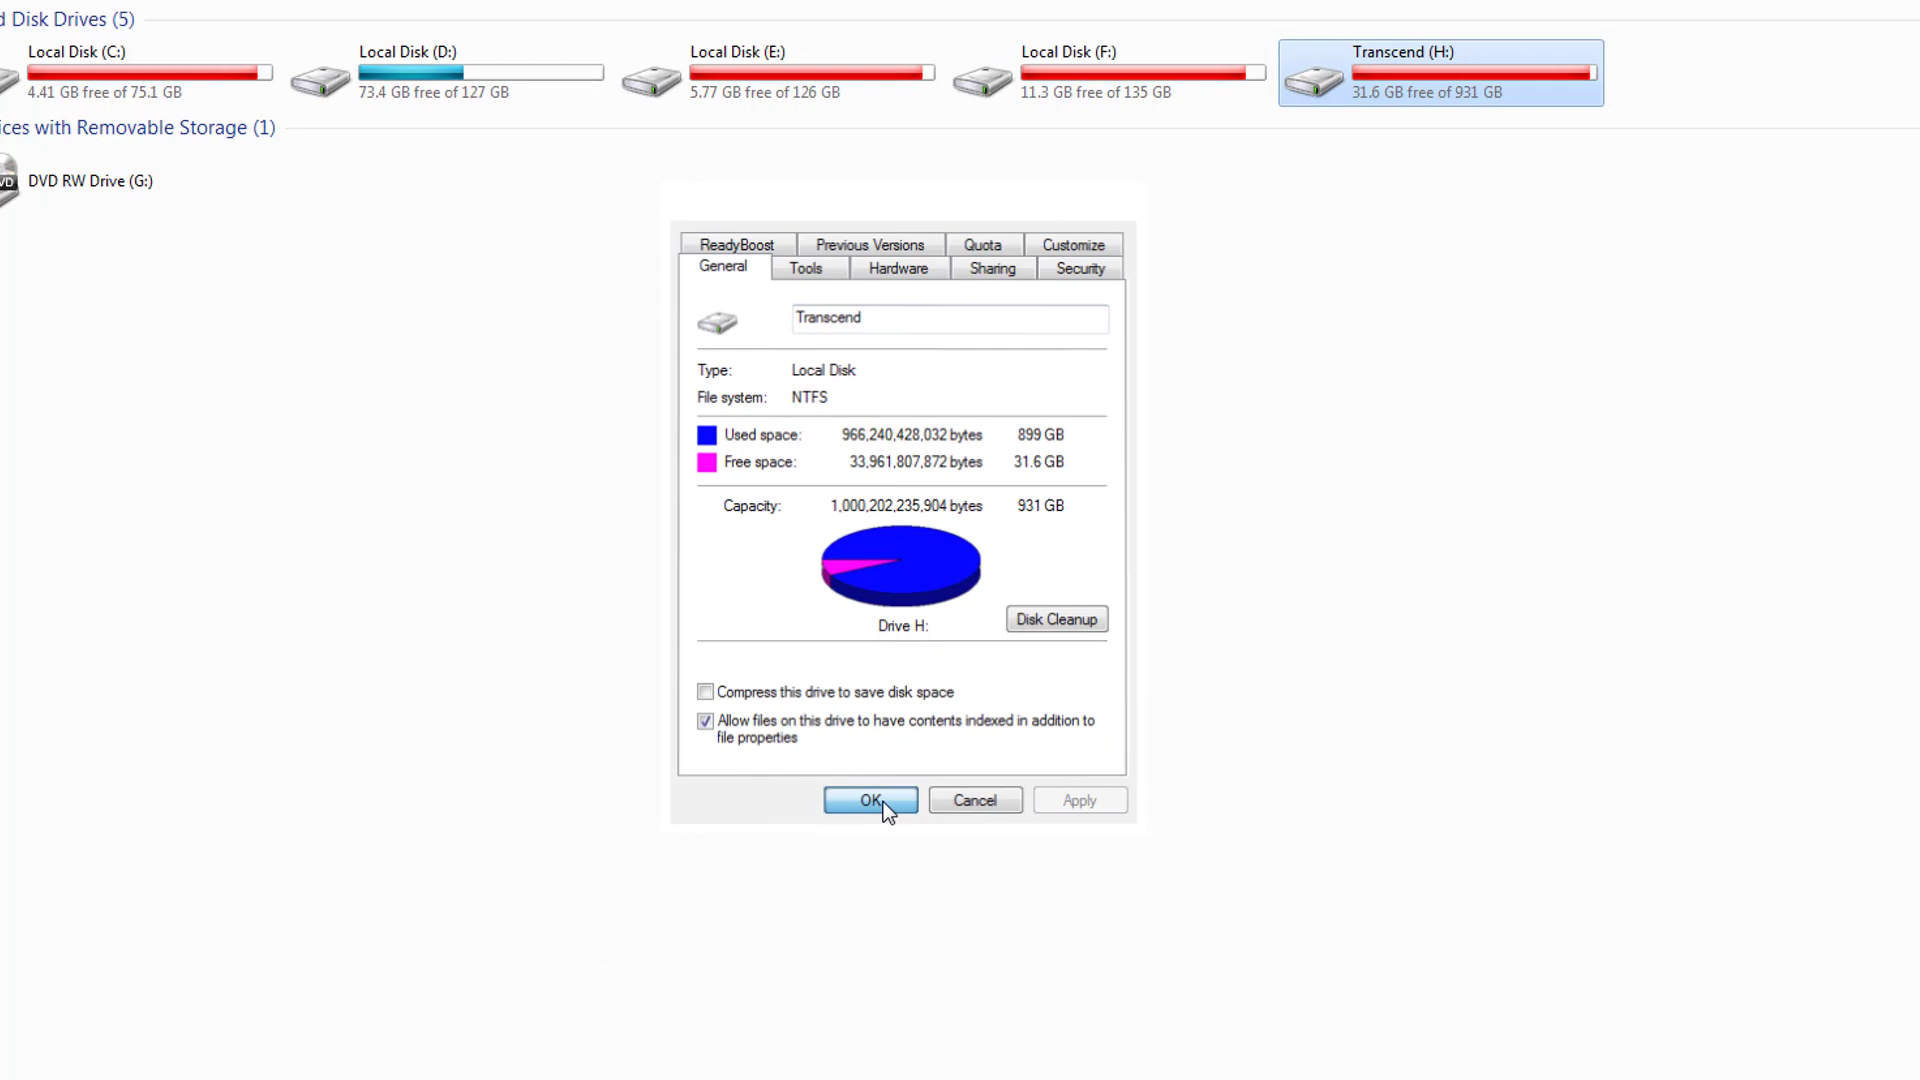 d Disk Drives (5)
Local Disk (C:)
4.41 GB free of 75.1 GB
Local Disk (D:)
73.4 GB free of 127 GB
Local Disk (E:)
5.77 GB free of 126 GB
Local Disk (F:)
11.3 GB free of 135 GB
Transcend (H:)
31.6 GB free of 931 GB
ices with Removable Storage (1)
VD
DVD RW Drive (G:)
ReadyBoost Previous Versions Quota Customize
General Tools Hardware Sharing Security
Transcend
Type: Local Disk
File system: NTFS
Used space: 966,240,428,032 bytes 899 GB
Free space: 33,961,807,872 bytes 31.6 GB
Capacity: 1,000,202,235,904 bytes 931 GB
Drive H:
Disk Cleanup
Compress this drive to save disk space
Allow files on this drive to have contents indexed in addition to
file properties
OK Cancel Apply